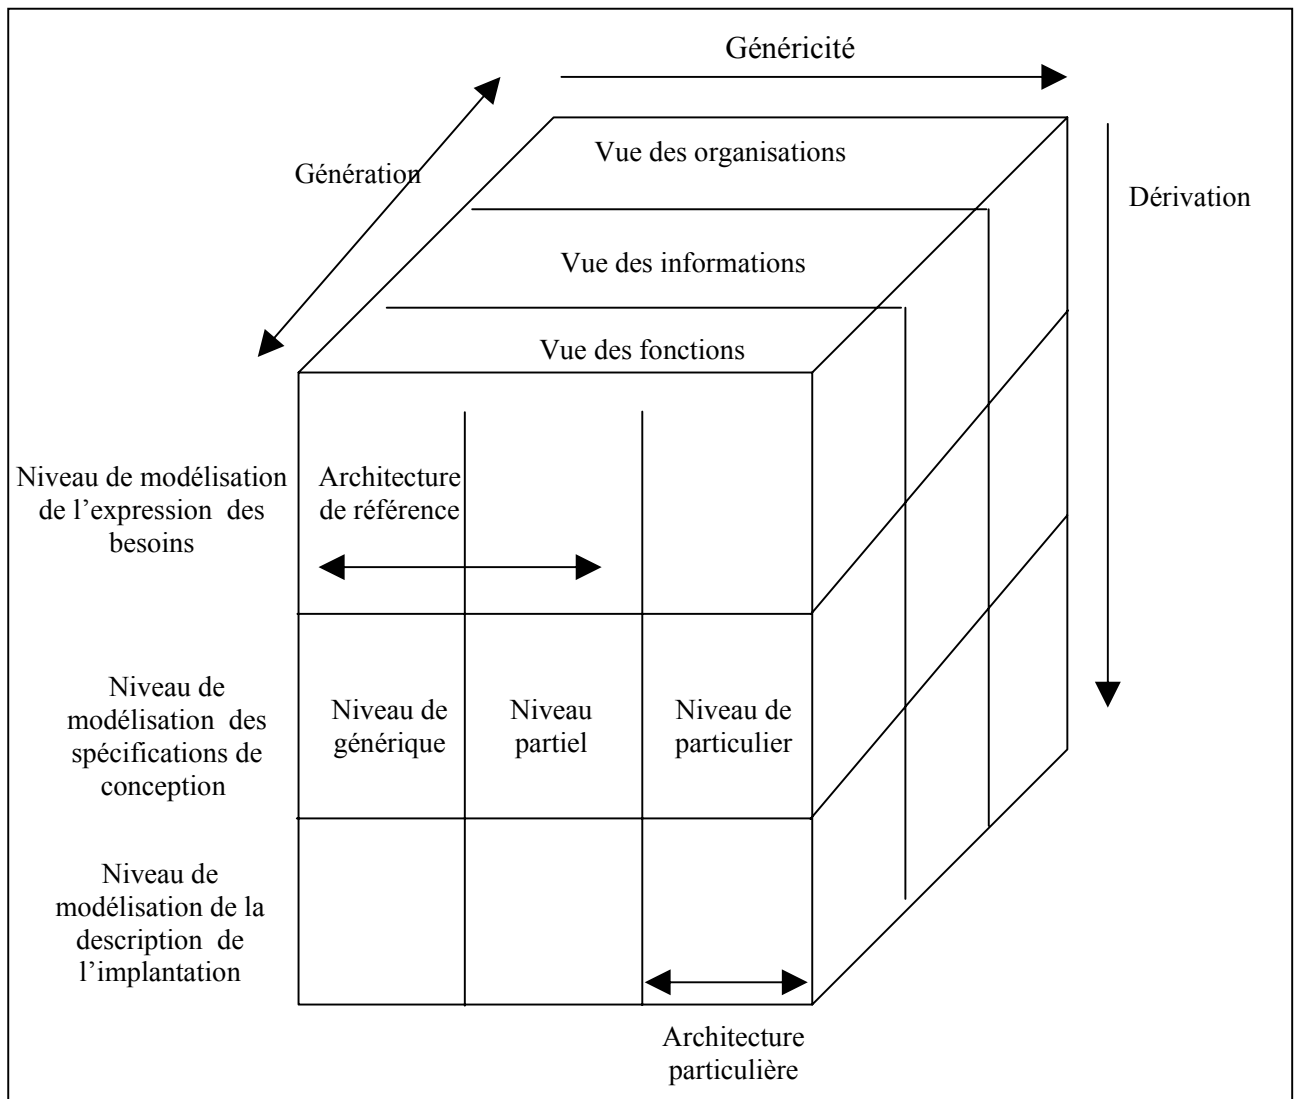 Généricité
Vue des organisations
Génération
Dérivation
Vue des informations
Vue des fonctions
Niveau de modélisation
de l’expression des
besoins
Architecture
de référence
Niveau de
modélisation des
spécifications de
conception
Niveau de
générique
Niveau
partiel
Niveau de
particulier
Niveau de
modélisation de la
description de
l’implantation
Architecture
particulière